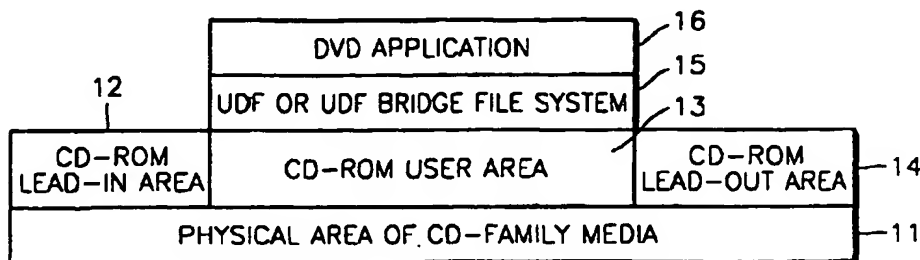 DVD APPLICATION
16
UDF OR UDF BRIDGE FILE SYSTEM
15
12
13
CD-ROM
LEAD-IN AREA
CD-ROM USER AREA
CD-ROM
LEAD-OUT AREA
14
PHYSICAL AREA OF CD-FAMILY MEDIA
11